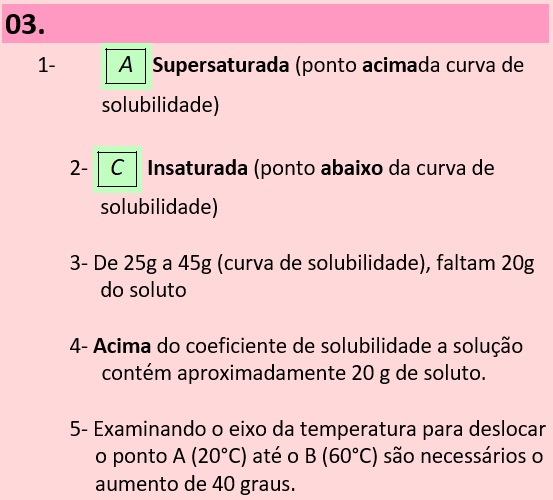 03.
1- A Supersaturada (ponto acimada curva de
solubilidade)
2- C Insaturada (ponto abaixo da curva de
solubilidade)
3- De 25g a 45g (curva de solubilidade), faltam 20g
do soluto
4- Acima do coeficiente de solubilidade a solução
contém aproximadamente 20 g de soluto.
5- Examinando o eixo da temperatura para deslocar
o ponto A (20°C) até o B (60°C) são necessários o
aumento de 40 graus.